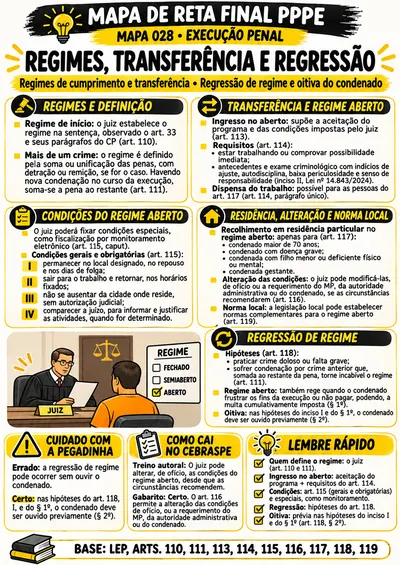 MAPA DE RETA FINAL PPPE
MAPA 028 • EXECUÇÃO PENAL
REGIMES, TRANSFERÊNCIA E REGRESSÃO
Regimes de cumprimento e transferência • Regressão de regime e oitiva do condenado
REGIMES E DEFINIÇÃO
Regime de início: o juiz estabelece o
regime na sentença, observado o art. 33
e seus parágrafos do CP (art. 110).
Mais de um crime: o regime é definido
pela soma ou unificação das penas, com
detração ou remição, se for o caso. Havendo
nova condenação no curso da execução,
soma-se a pena ao restante (art. 111).
TRANSFERÊNCIA E REGIME ABERTO
Ingresso no aberto: supõe a aceitação do
programa e das condições impostas pelo juiz
(art. 113).
Requisitos (art. 114):
• estar trabalhando ou comprovar possibilidade
imediata;
• antecedentes e exame criminológico com indícios de
ajuste, autodisciplina, baixa periculosidade e senso de
responsabilidade (inciso II, Lei nº 14.843/2024).
Dispensa do trabalho: possível para as pessoas
do art. 117 (art. 114, parágrafo único).
CONDIÇÕES DO REGIME ABERTO
O juiz poderá fixar condições especiais,
como fiscalização por monitoramento
eletrônico (art. 115, caput).
Condições gerais e obrigatórias (art. 115):
I permanecer no local designado, no repouso
e nos dias de folga;
II sair para o trabalho e retornar, nos horários
fixados;
III não se ausentar da cidade onde reside,
sem autorização judicial;
IV comparecer a juízo, para informar e justificar
as atividades, quando for determinado.
RESIDÊNCIA, ALTERAÇÃO E NORMA LOCAL
Recolhimento em residência particular no
regime aberto: apenas para (art. 117):
• condenado maior de 70 anos;
• condenado com doença grave;
• condenada com filho menor ou deficiente físico
ou mental;
• condenada gestante.
Alteração das condições: o juiz pode modificá-las,
de ofício ou a requerimento do MP, da autoridade
administrativa ou do condenado, se as circunstâncias
recomendarem (art. 116).
Norma local: a legislação local pode estabelecer
normas complementares para o regime aberto
(art. 119).
REGIME
FECHADO
SEMIABERTO
ABERTO
JUIZ
REGRESSÃO DE REGIME
Hipóteses (art. 118):
• praticar crime doloso ou falta grave;
• sofrer condenação por crime anterior que,
somada ao restante da pena, torne incabível o regime
(art. 111).
Regime aberto: também rege quando o condenado
frustrar os fins da execução ou não pagar, podendo, a
multa cumulativamente imposta (§ 1º).
Oitiva: nas hipóteses do inciso I e do § 1º, o condenado
deve ser ouvido previamente (§ 2º).
CUIDADO COM
A PEGADINHA
Errado: a regressão de regime
pode ocorrer sem ouvir o
condenado.
Certo: nas hipóteses do art. 118,
I, e do § 1º, o condenado deve
ser ouvido previamente (§ 2º).
COMO CAI
NO CEBRASPE
Treino autoral: O juiz pode
alterar, de ofício, as condições
do regime aberto, desde que as
circunstâncias recomendem.
Gabarito: Certo. O art. 116
permite a alteração das condições
de ofício, ou a requerimento do
MP, da autoridade administrativa
ou do condenado.
LEMBRE RÁPIDO
Quem define o regime: o juiz
(art. 110 e 111).
Ingresso no aberto: aceitação do
programa + requisitos do art. 114.
Condições: art. 115 (gerais e obrigatórias)
e especiais, como monitoramento.
Regressão: hipóteses do art. 118.
Oitiva: prévia nas hipóteses do inciso I
e do § 1º (art. 118, § 2º).
BASE: LEP, ARTS. 110, 111, 113, 114, 115, 116, 117, 118, 119